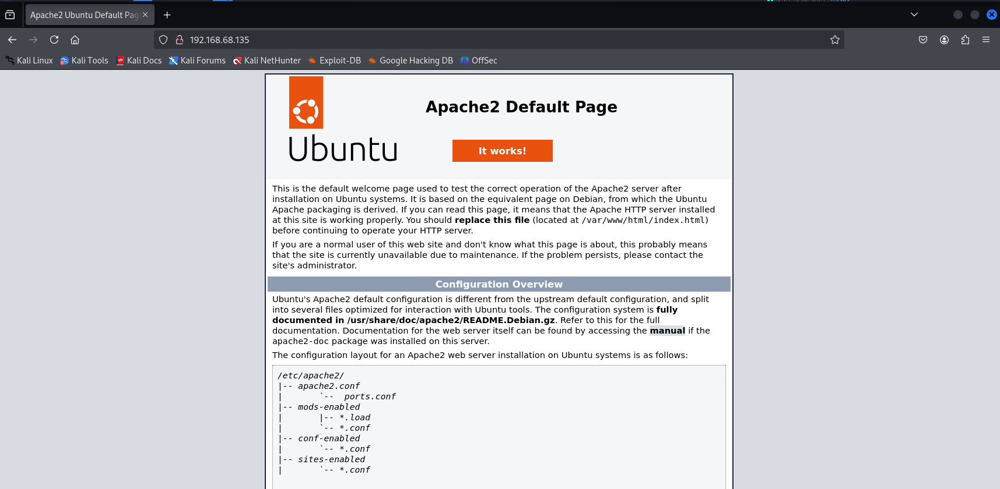 Apache2 Ubuntu Default Pag
192.168.68.135
Kali Linux Kali Tools Kali Docs Kali Forums Kali NetHunter Exploit-DB Google Hacking DB OffSec
Apache2 Default Page
Ubuntu
It works!
This is the default welcome page used to test the correct operation of the Apache2 server after
installation on Ubuntu systems. It is based on the equivalent page on Debian, from which the Ubuntu
Apache packaging is derived. If you can read this page, it means that the Apache HTTP server installed
at this site is working properly. You should replace this file (located at /var/www/html/index.html)
before continuing to operate your HTTP server.
If you are a normal user of this web site and don't know what this page is about, this probably means
that the site is currently unavailable due to maintenance. If the problem persists, please contact the
site's administrator.
Configuration Overview
Ubuntu's Apache2 default configuration is different from the upstream default configuration, and split
into several files optimized for interaction with Ubuntu tools. The configuration system is fully
documented in /usr/share/doc/apache2/README.Debian.gz. Refer to this for the full
documentation. Documentation for the web server itself can be found by accessing the manual if the
apache2-doc package was installed on this server.
The configuration layout for an Apache2 web server installation on Ubuntu systems is as follows:
/etc/apache2/
|-- apache2.conf
|       `--  ports.conf
|-- mods-enabled
|       |-- *.load
|       `-- *.conf
|-- conf-enabled
|       `-- *.conf
|-- sites-enabled
|       `-- *.conf